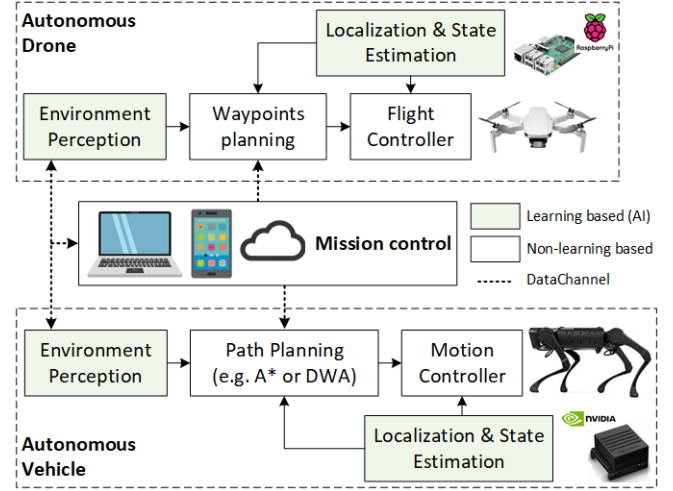 Autonomous
Drone
Localization & State
Estimation
RaspberryPi
Environment
Perception
Waypoints
planning
Flight
Controller
Mission control
Learning based (AI)
Non-learning based
DataChannel
Environment
Perception
Path Planning
(e.g. A* or DWA)
Motion
Controller
Localization & State
Estimation
NVIDIA
Autonomous
Vehicle